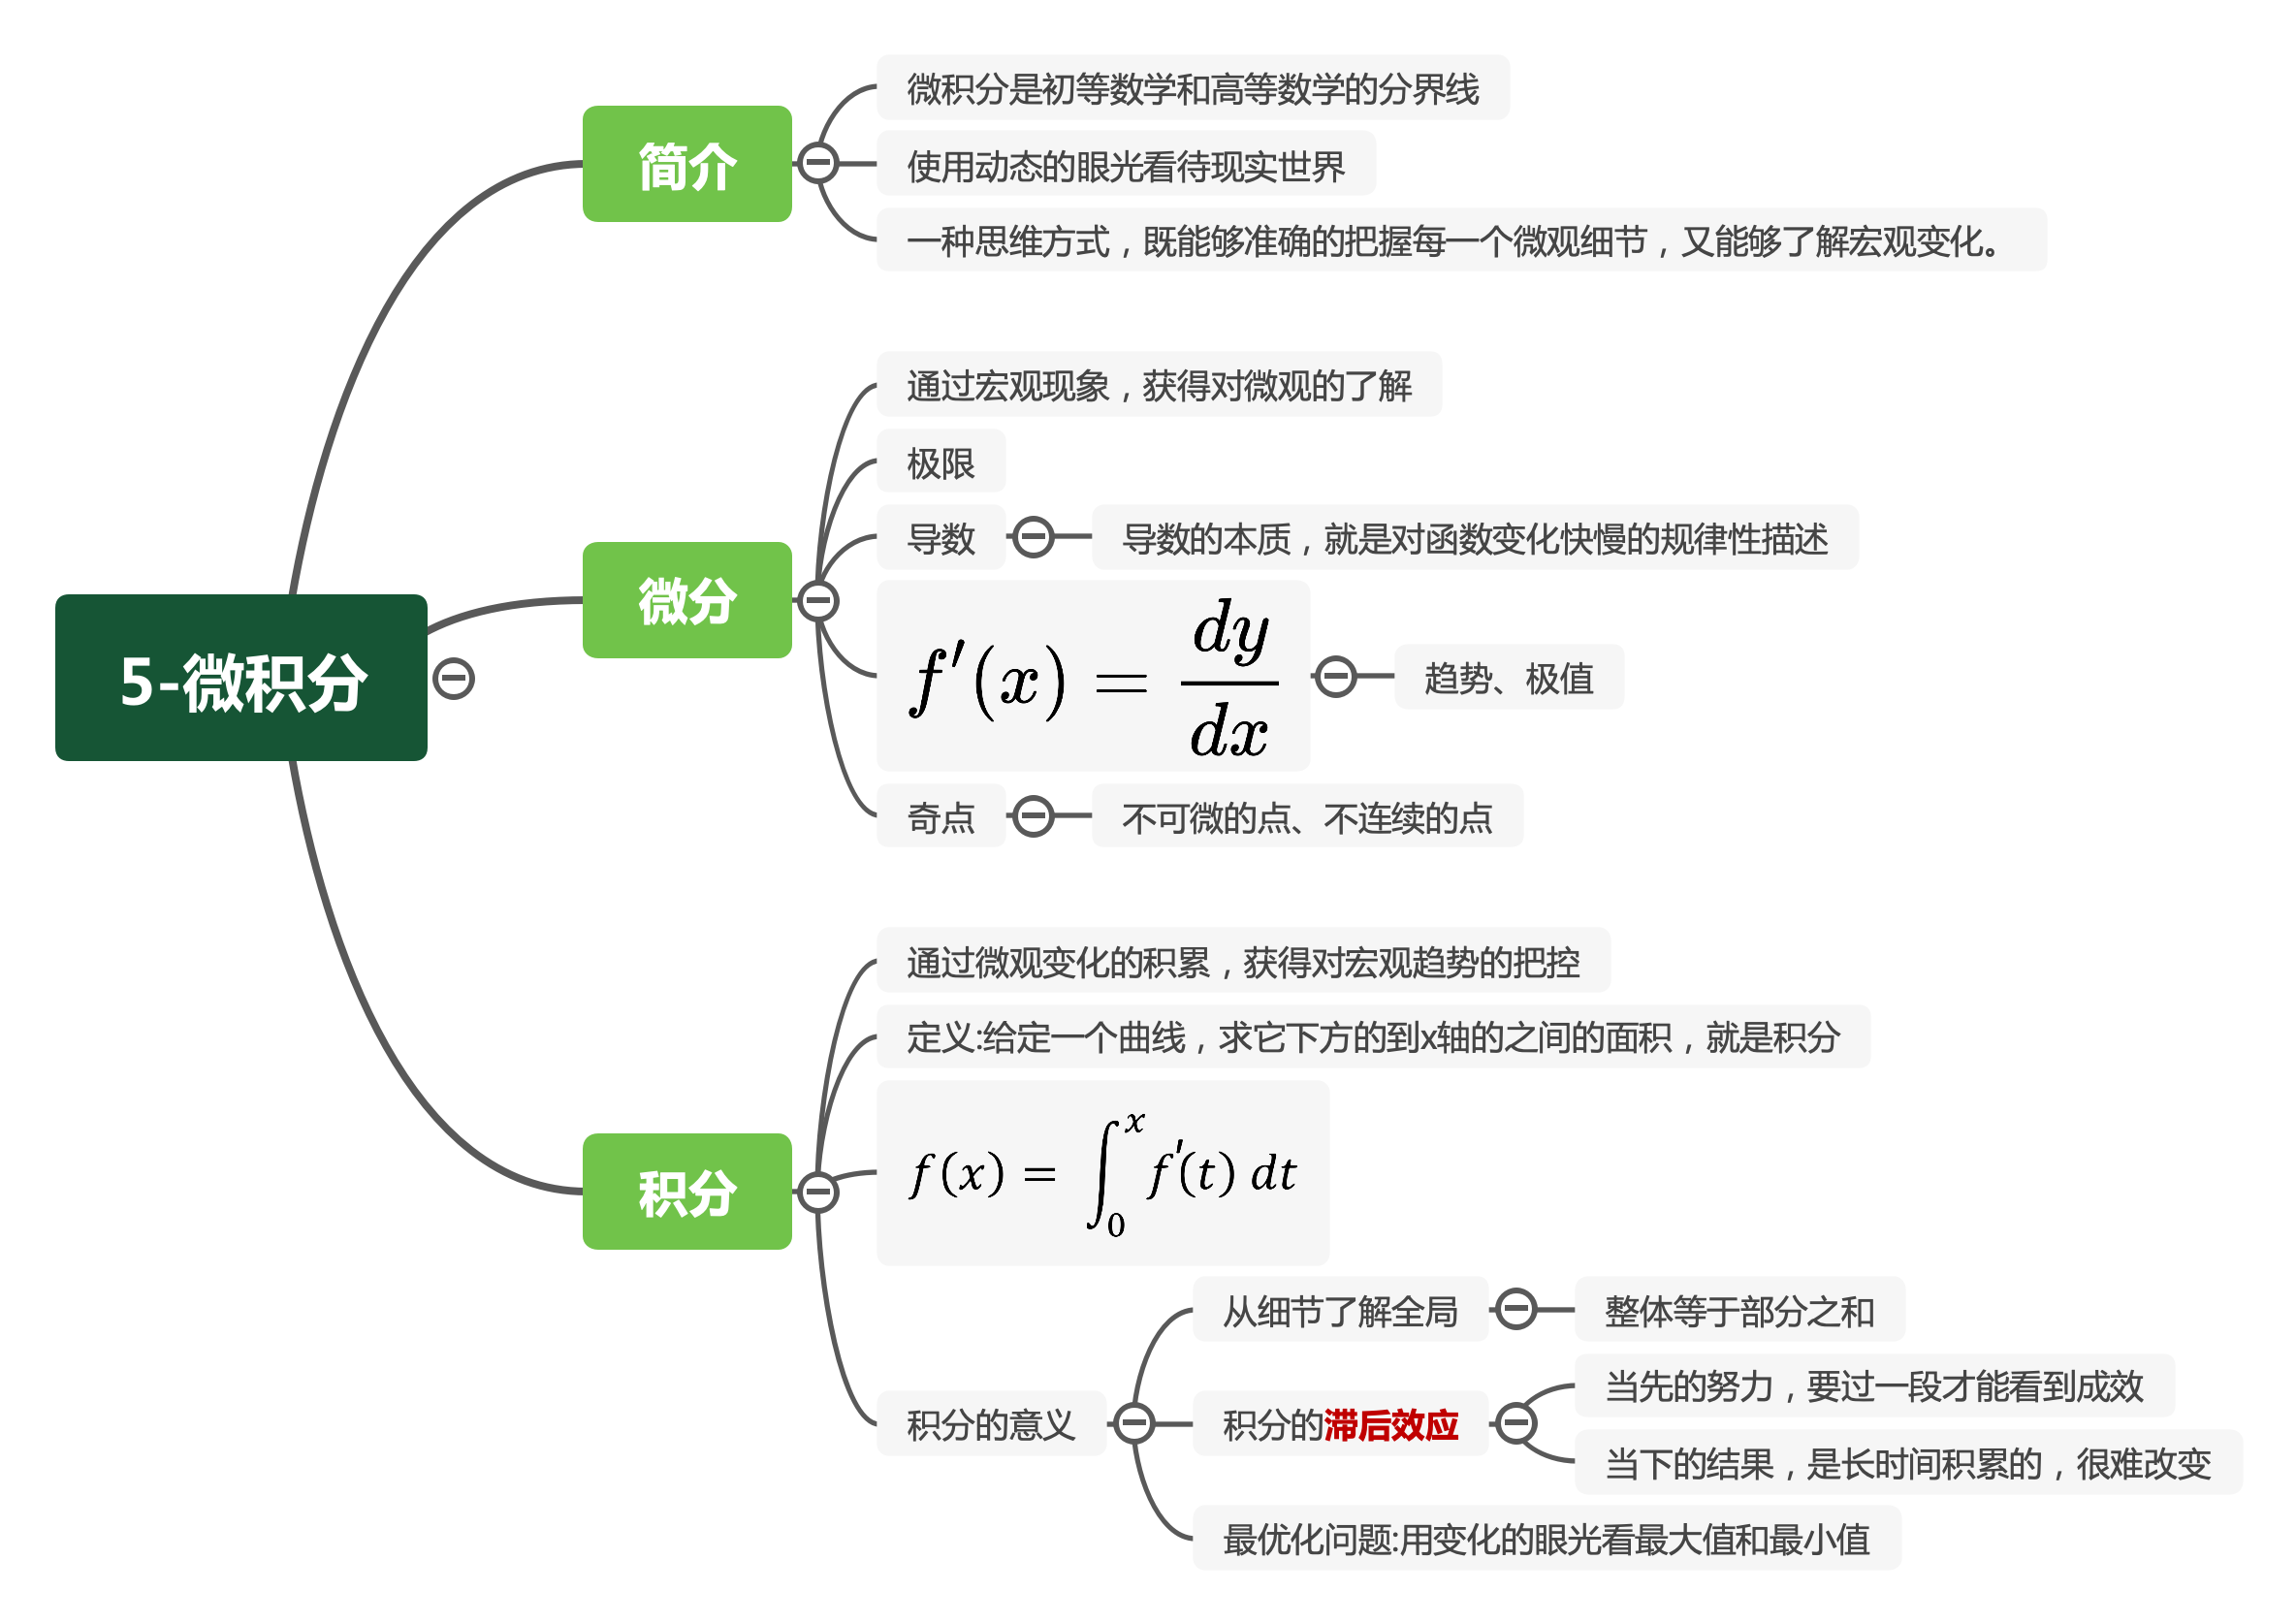 5-微积分
简介
微积分是初等数学和高等数学的分界线
使用动态的眼光看待现实世界
一种思维方式，既能够准确的把握每一个微观细节，又能够了解宏观变化。
微分
通过宏观现象，获得对微观的了解
极限
导数
导数的本质，就是对函数变化快慢的规律性描述
f′(x) = dy/dx
趋势、极值
奇点
不可微的点、不连续的点
积分
通过微观变化的积累，获得对宏观趋势的把控
定义:给定一个曲线，求它下方的到x轴的之间的面积，就是积分
f(x) = ∫₀ˣ f′(t) dt
积分的意义
从细节了解全局
整体等于部分之和
积分的滞后效应
当先的努力，要过一段才能看到成效
当下的结果，是长时间积累的，很难改变
最优化问题:用变化的眼光看最大值和最小值